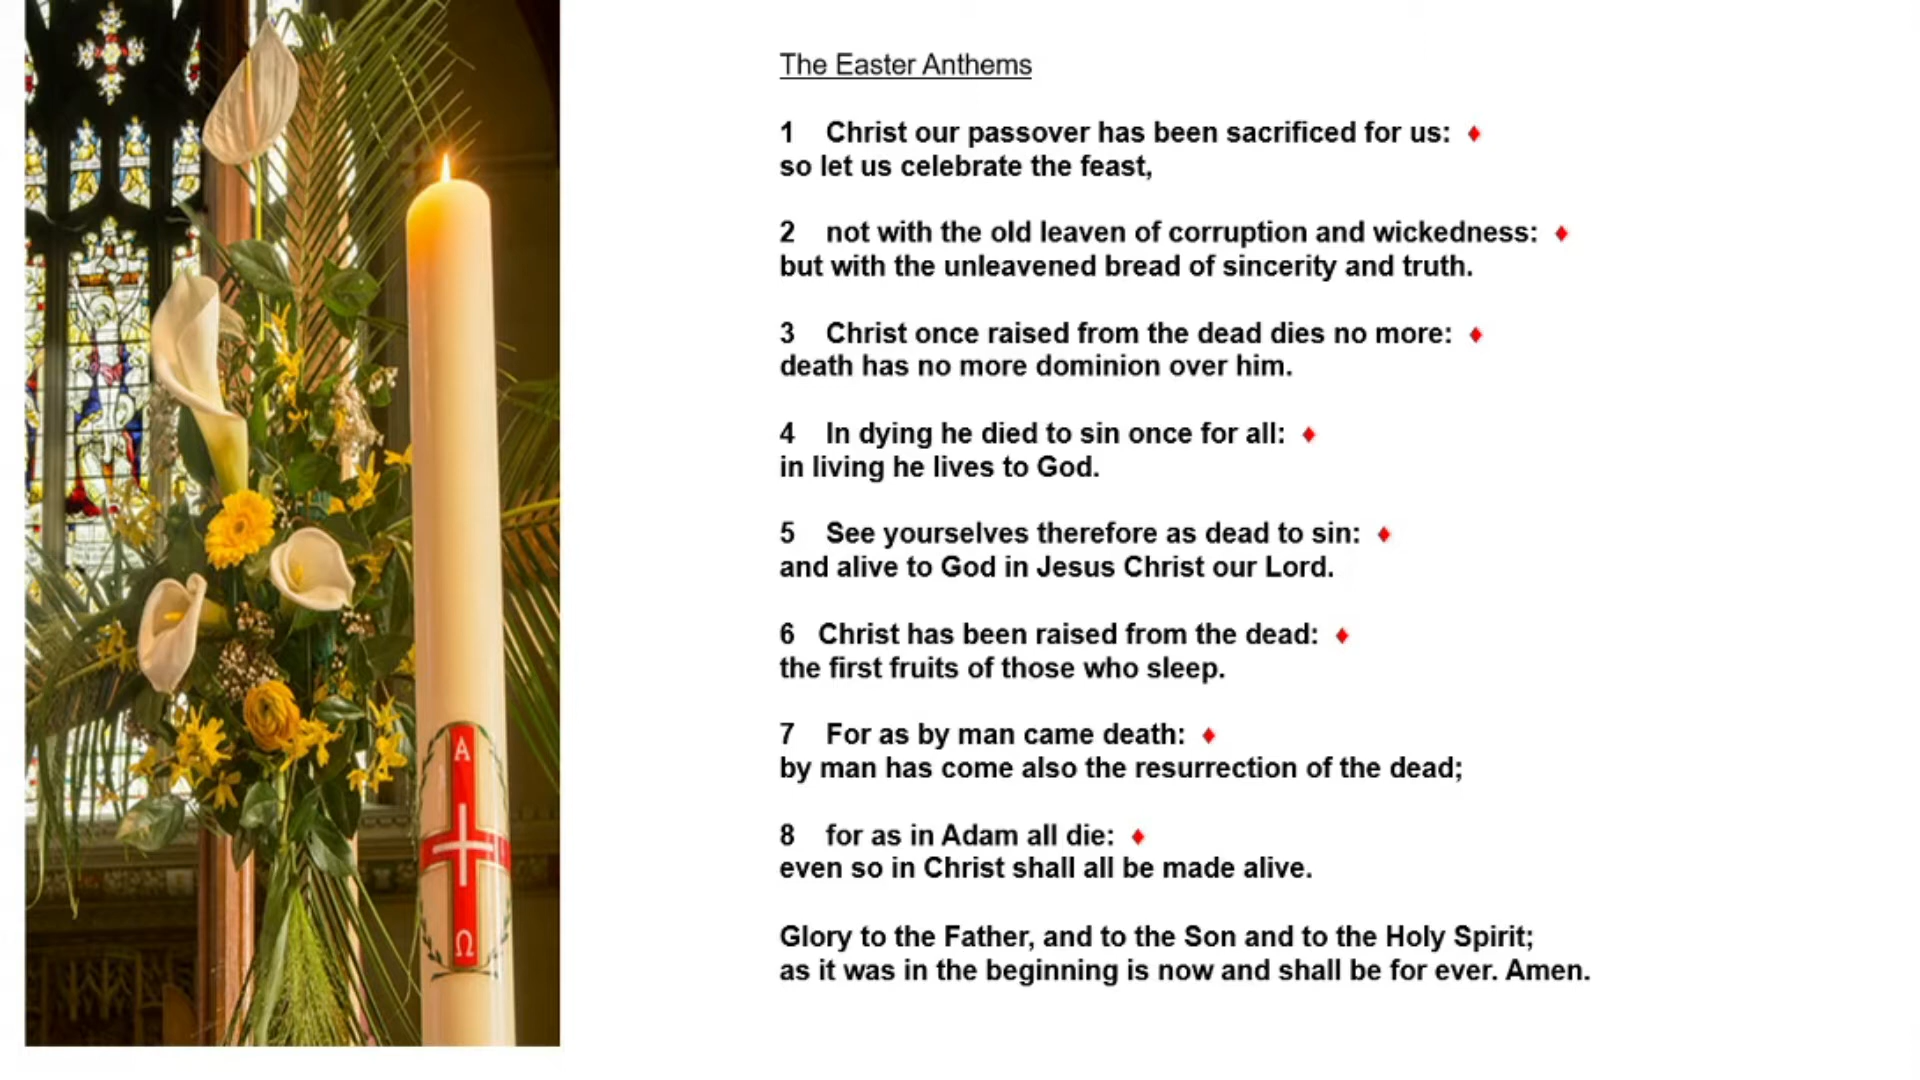 The Easter Anthems
1 Christ our passover has been sacrificed for us: ♦
so let us celebrate the feast,
2 not with the old leaven of corruption and wickedness: ♦
but with the unleavened bread of sincerity and truth.
3 Christ once raised from the dead dies no more: ♦
death has no more dominion over him.
4 In dying he died to sin once for all: ♦
in living he lives to God.
5 See yourselves therefore as dead to sin: ♦
and alive to God in Jesus Christ our Lord.
6 Christ has been raised from the dead: ♦
the first fruits of those who sleep.
7 For as by man came death: ♦
by man has come also the resurrection of the dead;
8 for as in Adam all die: ♦
even so in Christ shall all be made alive.
Glory to the Father, and to the Son and to the Holy Spirit;
as it was in the beginning is now and shall be for ever. Amen.
Α
Ω